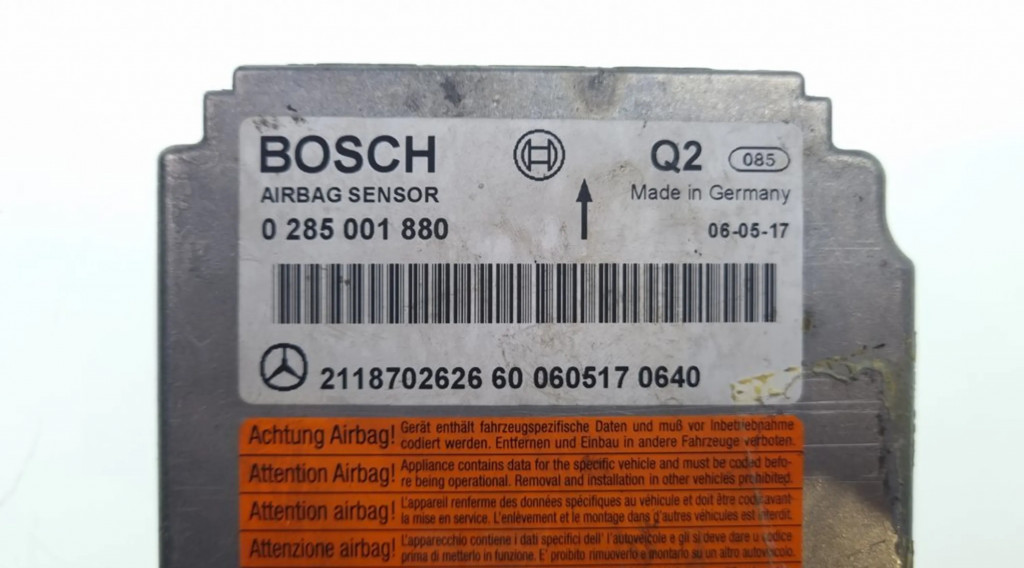 BOSCH Q2 085
AIRBAG SENSOR Made in Germany
0 285 001 880 06-05-17
2118702626 60 060517 0640
Achtung Airbag! Gerät enthält fahrzeugspezifische Daten und muß vor Inbetriebnahme
codiert werden. Entfernen und Einbau in andere Fahrzeuge verboten.
Attention Airbag! Appliance contains data for the specific vehicle and must be coded befo-
re being operational. Removal and installation in other vehicles prohibited.
Attention airbag! L'appareil renferme des données spécifiques au véhicule et doit être codé avant
la mise en service. L'enlèvement et le montage dans d'autres véhicules est interdit.
Attenzione airbag! L'apparecchio contiene i dati specifici dell' l'autoveicolo e gli si deve dare u codice
prima di metterlo in funzione. E' proibito rimuoverlo e montarlo su un altro autoveicolo.